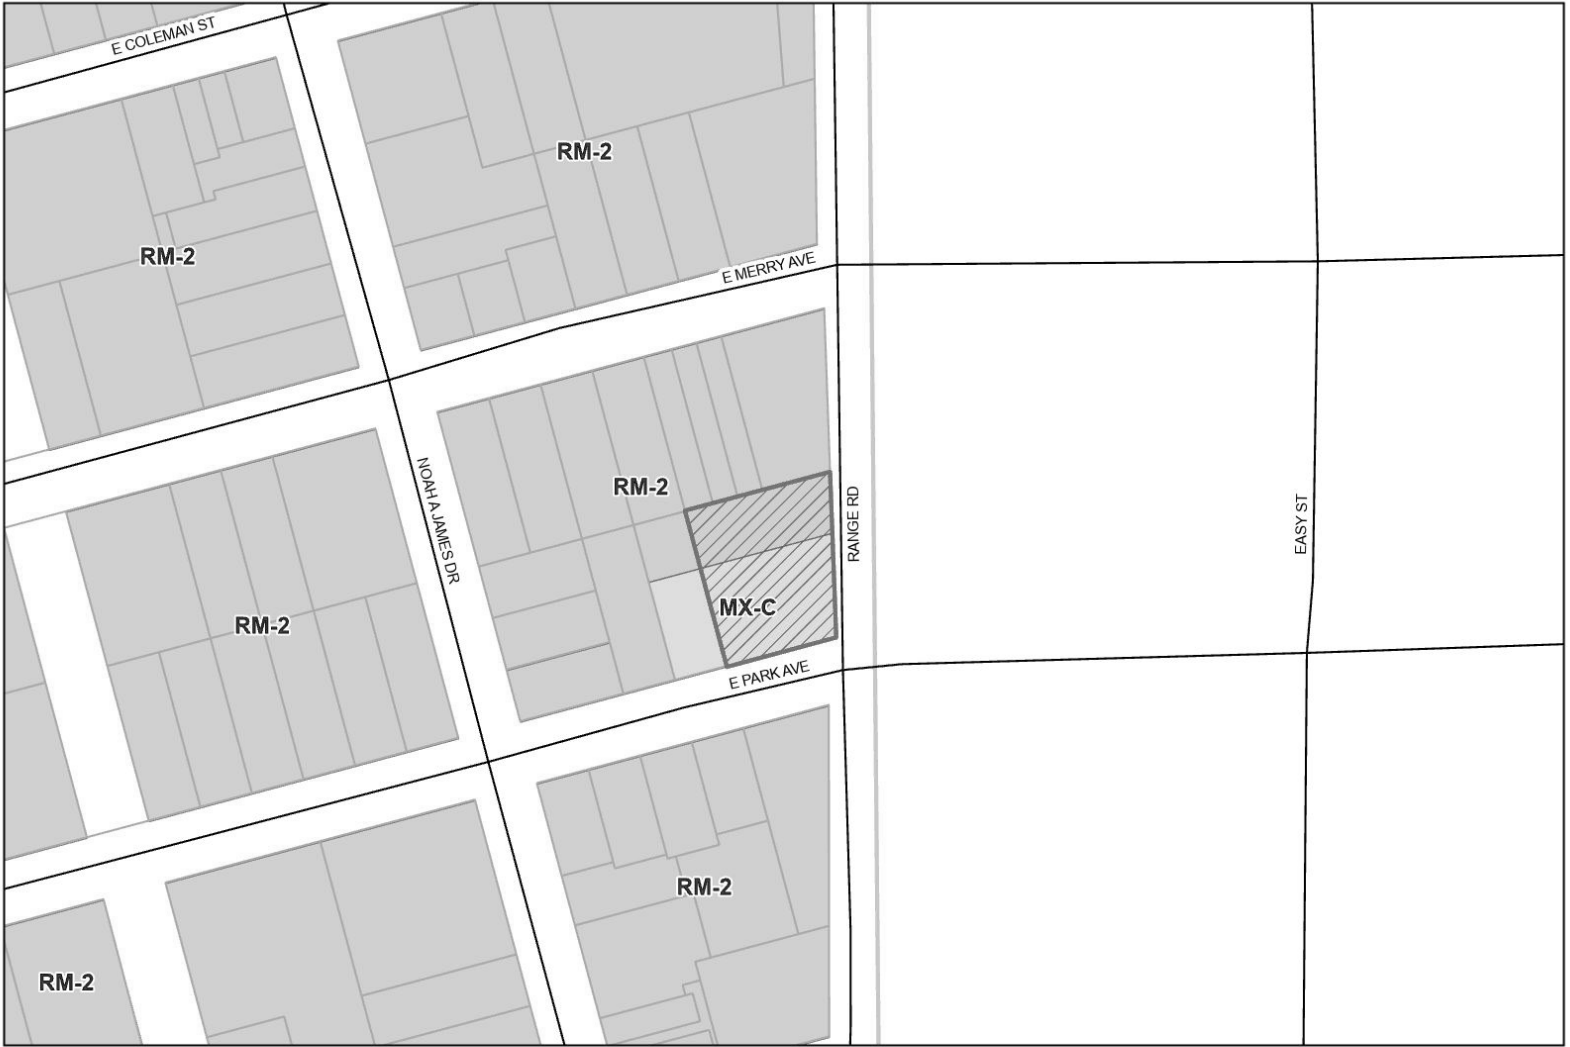 E COLEMAN ST
RM-2
RM-2
E MERRY AVE
RM-2
NOAH A JAMES DR
RANGE RD
EASY ST
MX-C
RM-2
E PARK AVE
RM-2
RM-2